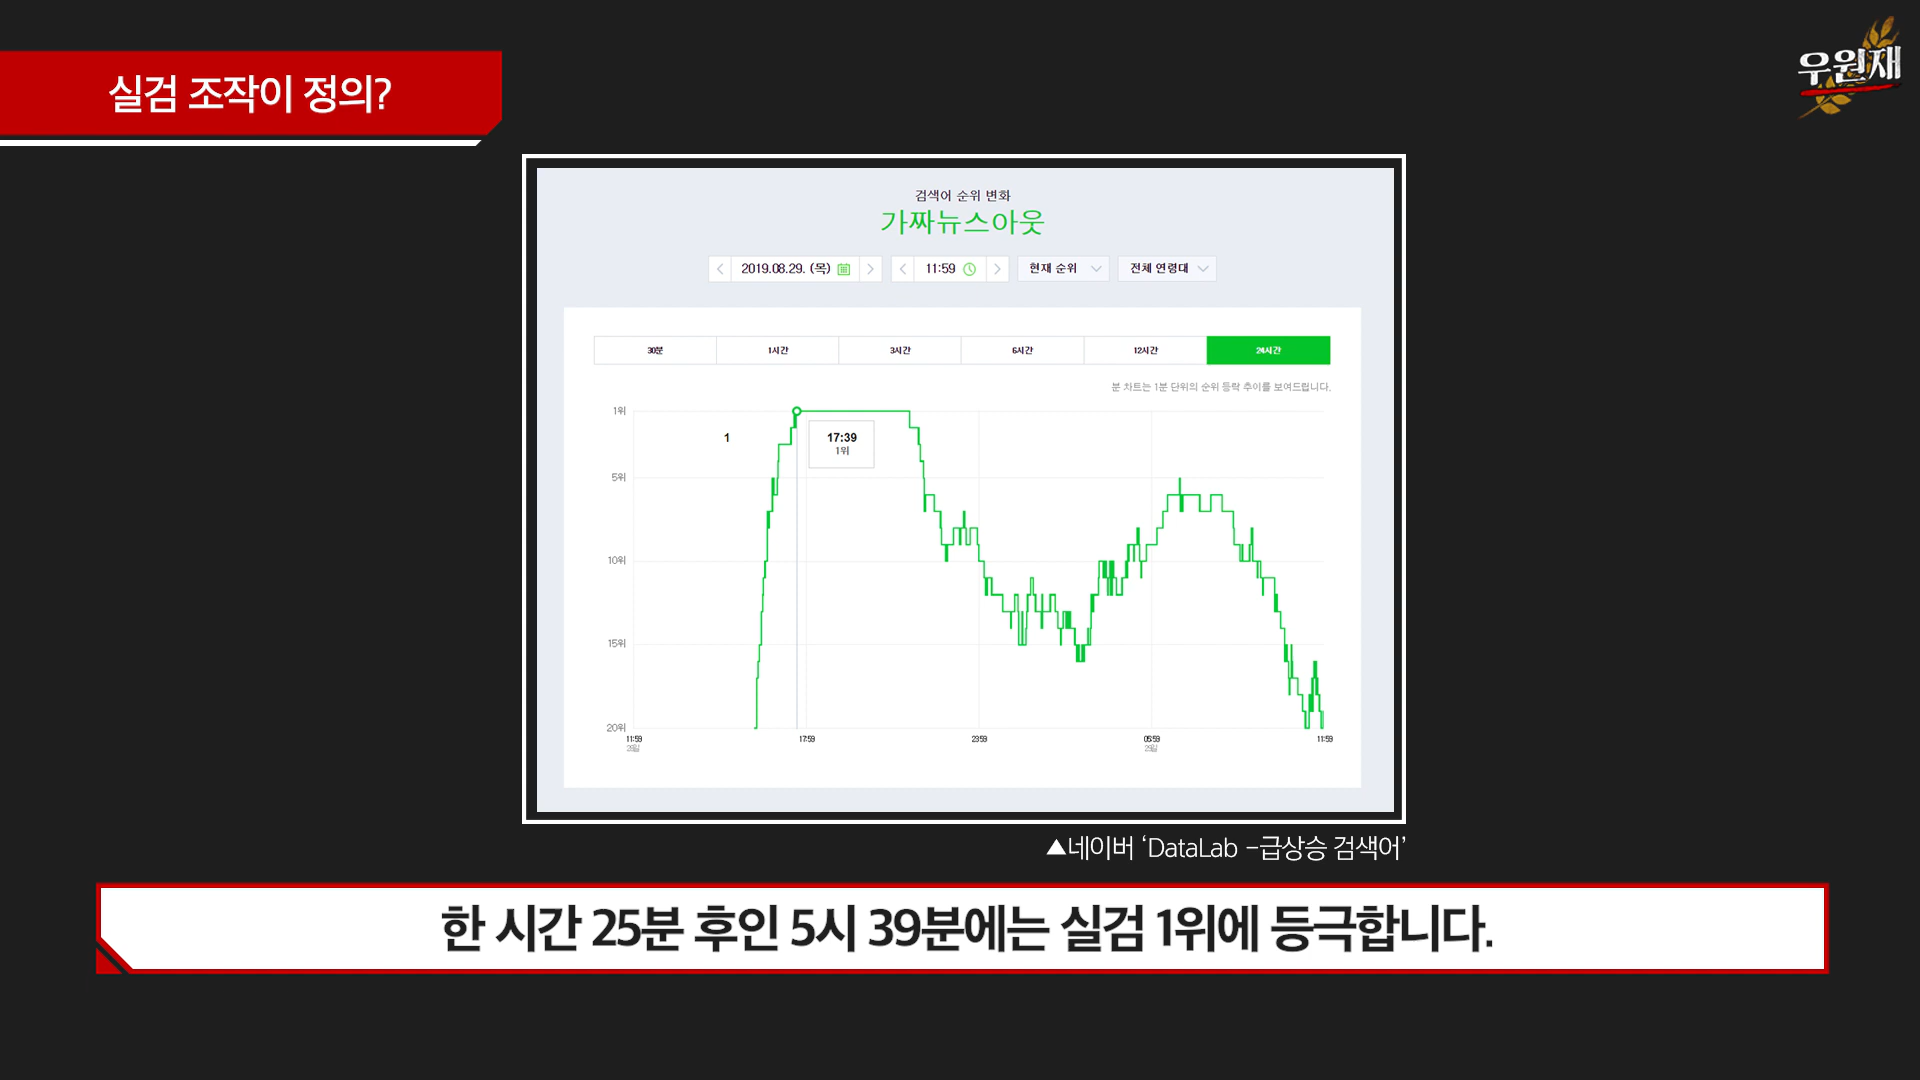 실검 조작이 정의?
우원재
검색어 순위 변화
가짜뉴스아웃
2019.08.29. (목)
11:59
현재 순위
전체 연령대
30분
1시간
3시간
6시간
12시간
24시간
분 차트는 1분 단위의 순위 등락 추이를 보여드립니다.
1위
1
17:39
1위
5위
10위
15위
20위
11:59
28일
17:59
23:59
05:59
29일
11:59
▲네이버 ‘DataLab -급상승 검색어’
한 시간 25분 후인 5시 39분에는 실검 1위에 등극합니다.